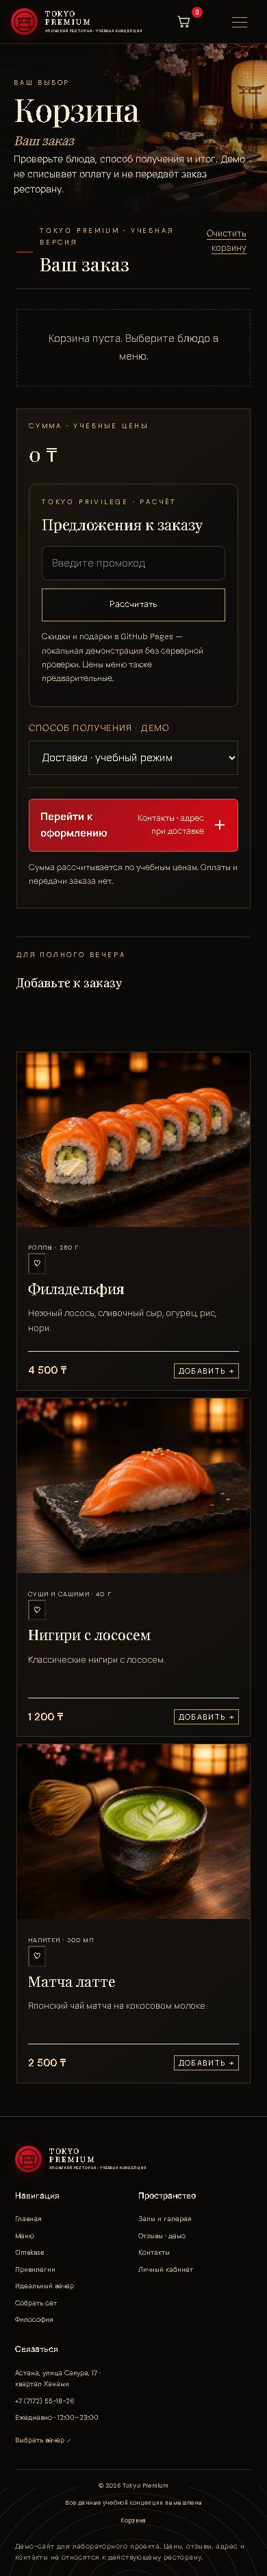 TOKYO
PREMIUM
ЯПОНСКИЙ РЕСТОРАН · УЧЕБНАЯ КОНЦЕПЦИЯ
0
ВАШ ВЫБОР
Корзина
Ваш заказ
Проверьте блюда, способ получения и итог. Демо
не списывает оплату и не передаёт заказ
ресторану.
TOKYO PREMIUM · УЧЕБНАЯ
ВЕРСИЯ
Ваш заказ
Очистить
корзину
Корзина пуста. Выберите блюдо в
меню.
СУММА · УЧЕБНЫЕ ЦЕНЫ
0 ₸
TOKYO PRIVILEGE · РАСЧЁТ
Предложения к заказу
Введите промокод
Рассчитать
Скидки и подарки в GitHub Pages —
локальная демонстрация без серверной
проверки. Цены меню также
предварительные.
СПОСОБ ПОЛУЧЕНИЯ · ДЕМО
Доставка · учебный режим
Перейти к
оформлению
Контакты · адрес
при доставке
+
Сумма рассчитывается по учебным ценам. Оплаты и
передачи заказа нет.
ДЛЯ ПОЛНОГО ВЕЧЕРА
Добавьте к заказу
РОЛЛЫ · 280 Г
♡
Филадельфия
Нежный лосось, сливочный сыр, огурец, рис,
нори.
4 500 ₸
ДОБАВИТЬ +
СУШИ И САШИМИ · 40 Г
♡
Нигири с лососем
Классические нигири с лососем.
1 200 ₸
ДОБАВИТЬ +
НАПИТКИ · 300 МЛ
♡
Матча латте
Японский чай матча на кокосовом молоке.
2 500 ₸
ДОБАВИТЬ +
TOKYO
PREMIUM
ЯПОНСКИЙ РЕСТОРАН · УЧЕБНАЯ КОНЦЕПЦИЯ
Навигация
Главная
Меню
Omakase
Привилегии
Идеальный вечер
Собрать сет
Философия
Пространство
Залы и галерея
Отзывы · демо
Контакты
Личный кабинет
Связаться
Астана, улица Сакура, 17 ·
квартал Ханами
+7 (7172) 55-18-26
Ежедневно · 12:00–23:00
Выбрать вечер ↗
© 2026 Tokyo Premium
Все данные учебной концепции вымышлены
Корзина
Демо-сайт для лабораторного проекта. Цены, отзывы, адрес и
контакты не относятся к действующему ресторану.